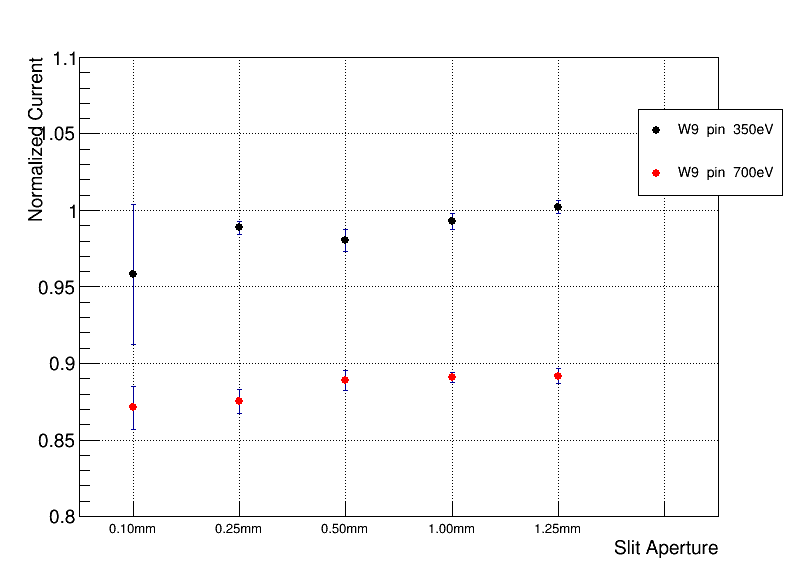 Normalized Current
1.1
1.05
1
0.95
0.9
0.85
0.8
W9 pin 350eV
W9 pin 700eV
0.10mm 0.25mm 0.50mm 1.00mm 1.25mm
Slit Aperture